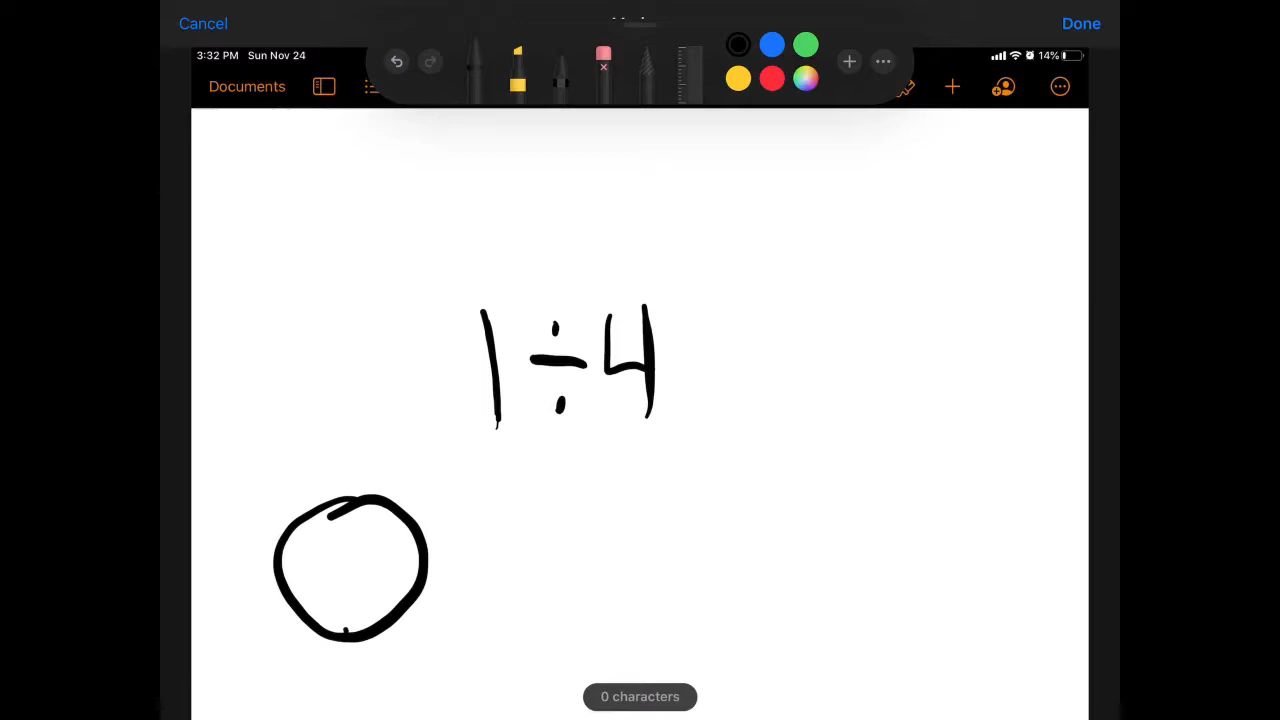 Cancel
Done
3:32 PM Sun Nov 24
14%
Documents
1 ÷ 4
0 characters